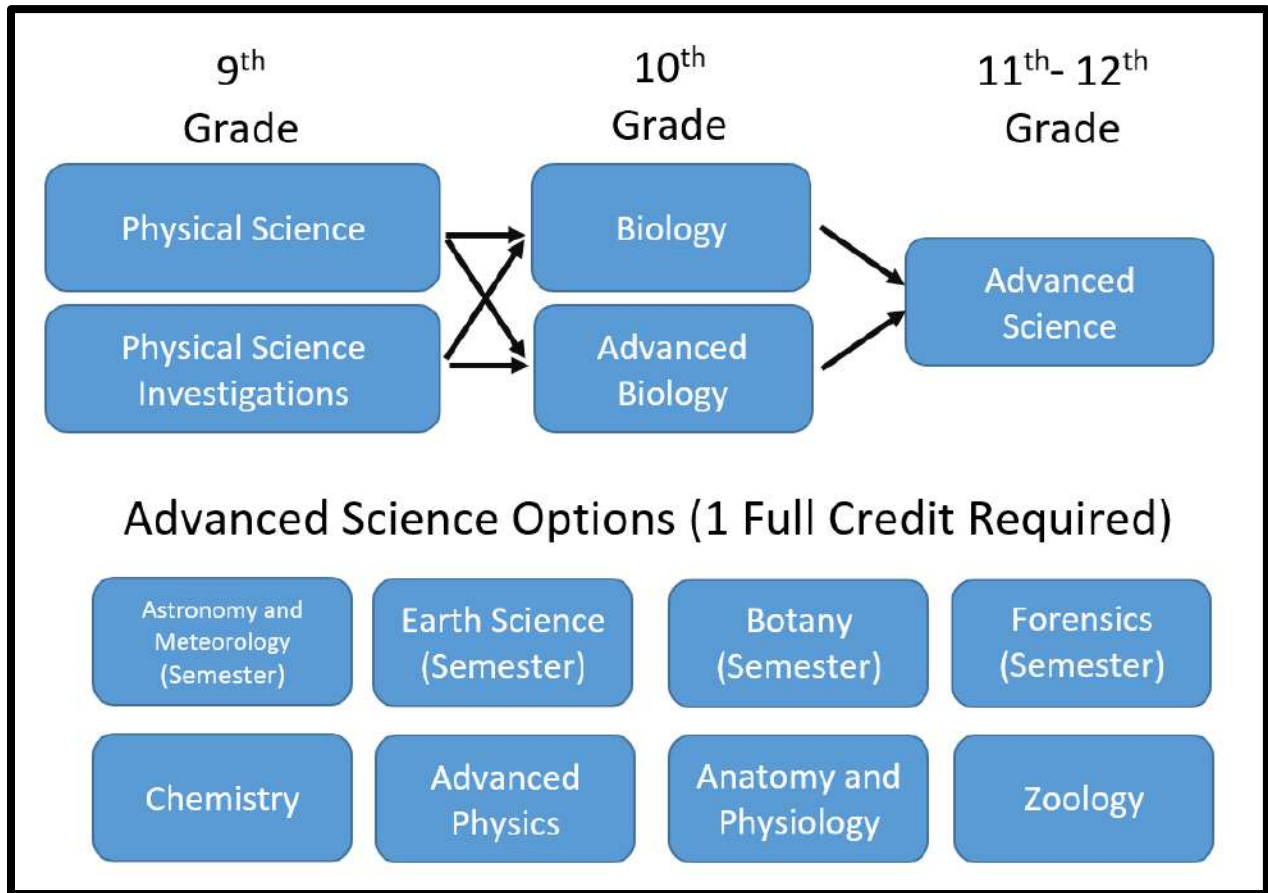 9th
Grade
10th
Grade
11th- 12th
Grade
Physical Science
Biology
Advanced
Science
Physical Science
Investigations
Advanced
Biology
Advanced Science Options (1 Full Credit Required)
Astronomy and
Meteorology
(Semester)
Earth Science
(Semester)
Botany
(Semester)
Forensics
(Semester)
Chemistry
Advanced
Physics
Anatomy and
Physiology
Zoology